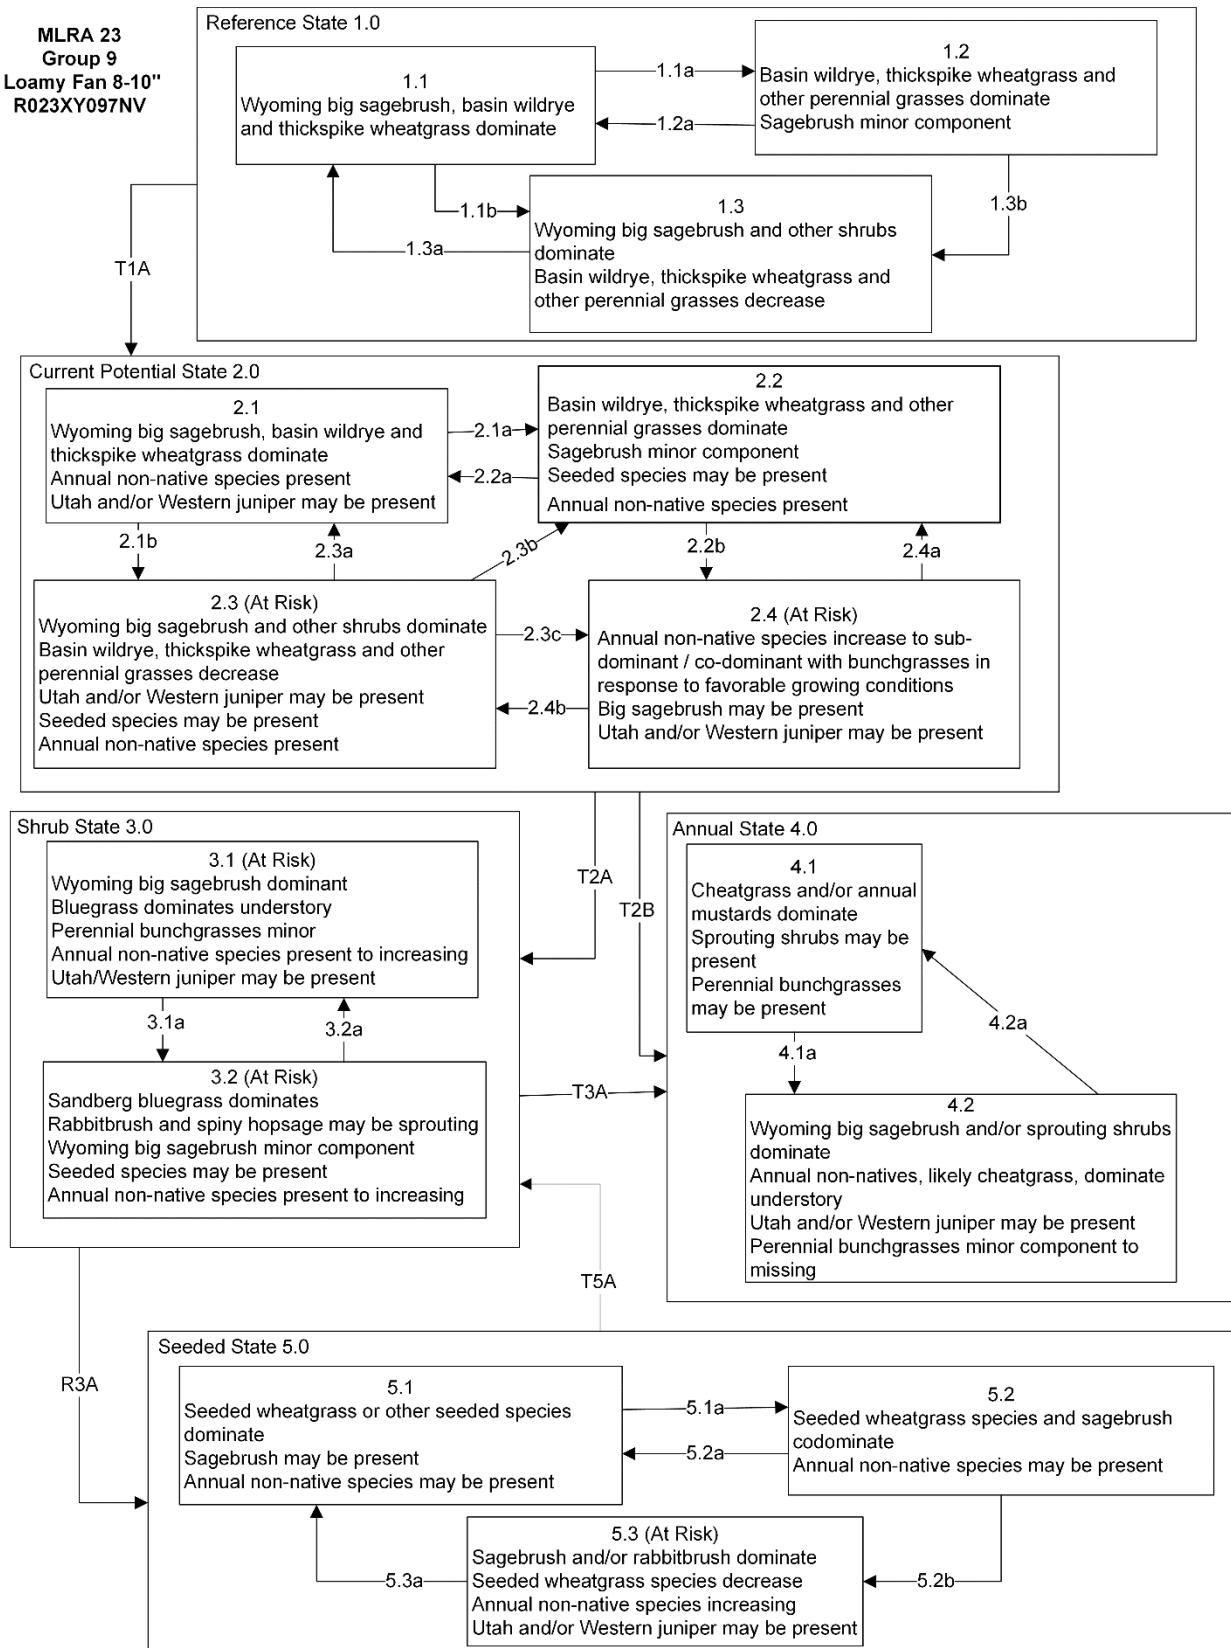 MLRA 23
Group 9
Loamy Fan 8-10"
R023XY097NV
Reference State 1.0
1.1
Wyoming big sagebrush, basin wildrye
and thickspike wheatgrass dominate
1.1a
1.2a
1.2
Basin wildrye, thickspike wheatgrass and
other perennial grasses dominate
Sagebrush minor component
1.1b
1.3a
1.3
Wyoming big sagebrush and other shrubs
dominate
Basin wildrye, thickspike wheatgrass and
other perennial grasses decrease
1.3b
T1A
Current Potential State 2.0
2.1
Wyoming big sagebrush, basin wildrye and
thickspike wheatgrass dominate
Annual non-native species present
Utah and/or Western juniper may be present
2.1a
2.2a
2.2
Basin wildrye, thickspike wheatgrass and other
perennial grasses dominate
Sagebrush minor component
Seeded species may be present
Annual non-native species present
2.1b
2.3a
2.3b
2.2b
2.4a
2.3 (At Risk)
Wyoming big sagebrush and other shrubs dominate
Basin wildrye, thickspike wheatgrass and other
perennial grasses decrease
Utah and/or Western juniper may be present
Seeded species may be present
Annual non-native species present
2.3c
2.4b
2.4 (At Risk)
Annual non-native species increase to sub-
dominant / co-dominant with bunchgrasses in
response to favorable growing conditions
Big sagebrush may be present
Utah and/or Western juniper may be present
Shrub State 3.0
3.1 (At Risk)
Wyoming big sagebrush dominant
Bluegrass dominates understory
Perennial bunchgrasses minor
Annual non-native species present to increasing
Utah/Western juniper may be present
3.1a
3.2a
3.2 (At Risk)
Sandberg bluegrass dominates
Rabbitbrush and spiny hopsage may be sprouting
Wyoming big sagebrush minor component
Seeded species may be present
Annual non-native species present to increasing
T2A
T2B
T3A
Annual State 4.0
4.1
Cheatgrass and/or annual
mustards dominate
Sprouting shrubs may be
present
Perennial bunchgrasses
may be present
4.1a
4.2a
4.2
Wyoming big sagebrush and/or sprouting shrubs
dominate
Annual non-natives, likely cheatgrass, dominate
understory
Utah and/or Western juniper may be present
Perennial bunchgrasses minor component to
missing
T5A
R3A
Seeded State 5.0
5.1
Seeded wheatgrass or other seeded species
dominate
Sagebrush may be present
Annual non-native species may be present
5.1a
5.2a
5.2
Seeded wheatgrass species and sagebrush
codominate
Annual non-native species may be present
5.3a
5.3 (At Risk)
Sagebrush and/or rabbitbrush dominate
Seeded wheatgrass species decrease
Annual non-native species increasing
Utah and/or Western juniper may be present
5.2b